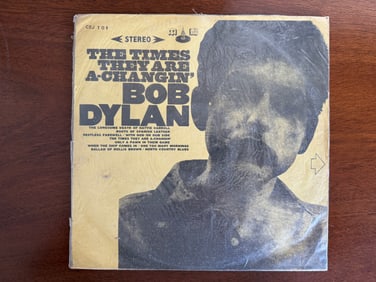 CSJ 701
STEREO
THE TIMES
THEY ARE
A-CHANGIN'
BOB
DYLAN
THE LONESOME DEATH OF HATTIE CARROLL
BOOTS OF SPANISH LEATHER
RESTLESS FAREWELL · WITH GOD ON OUR SIDE
THE TIMES THEY ARE A-CHANGIN'
ONLY A PAWN IN THEIR GAME
WHEN THE SHIP COMES IN · ONE TOO MANY MORNINGS
BALLAD OF HOLLIS BROWN · NORTH COUNTRY BLUES